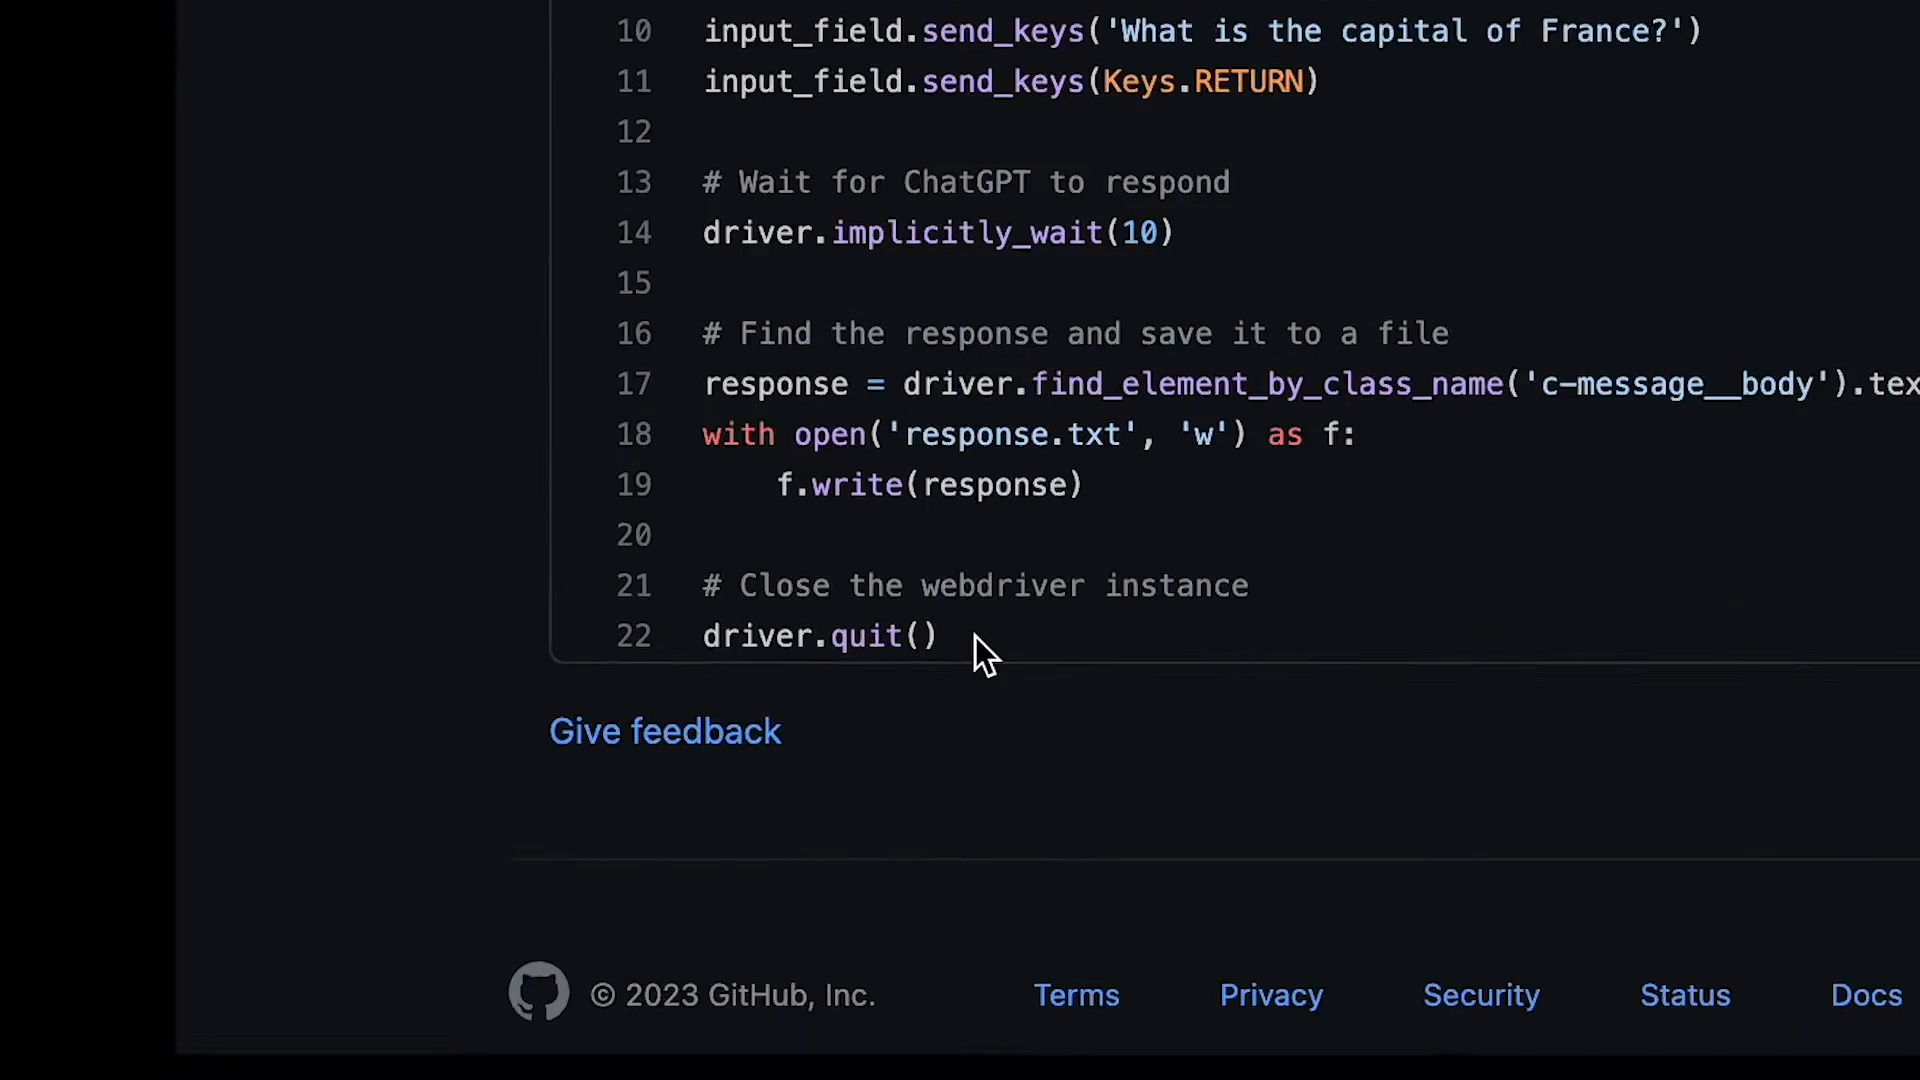 10 input_field.send_keys('What is the capital of France?')
11 input_field.send_keys(Keys.RETURN)
12
13 # Wait for ChatGPT to respond
14 driver.implicitly_wait(10)
15
16 # Find the response and save it to a file
17 response = driver.find_element_by_class_name('c-message__body').tex
18 with open('response.txt', 'w') as f:
19     f.write(response)
20
21 # Close the webdriver instance
22 driver.quit()
Give feedback
© 2023 GitHub, Inc. Terms Privacy Security Status Docs